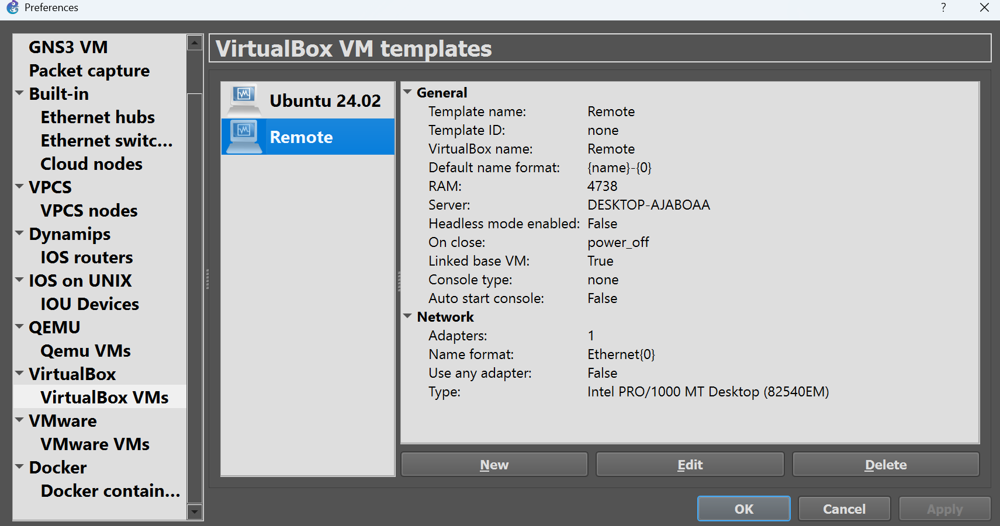 Preferences
?
GNS3 VM
Packet capture
Built-in
Ethernet hubs
Ethernet switc...
Cloud nodes
VPCS
VPCS nodes
Dynamips
IOS routers
IOS on UNIX
IOU Devices
QEMU
Qemu VMs
VirtualBox
VirtualBox VMs
VMware
VMware VMs
Docker
Docker contain...
VirtualBox VM templates
Ubuntu 24.02
Remote
General
Template name: Remote
Template ID: none
VirtualBox name: Remote
Default name format: {name}-{0}
RAM: 4738
Server: DESKTOP-AJABOAA
Headless mode enabled: False
On close: power_off
Linked base VM: True
Console type: none
Auto start console: False
Network
Adapters: 1
Name format: Ethernet{0}
Use any adapter: False
Type: Intel PRO/1000 MT Desktop (82540EM)
New Edit Delete
OK Cancel Apply